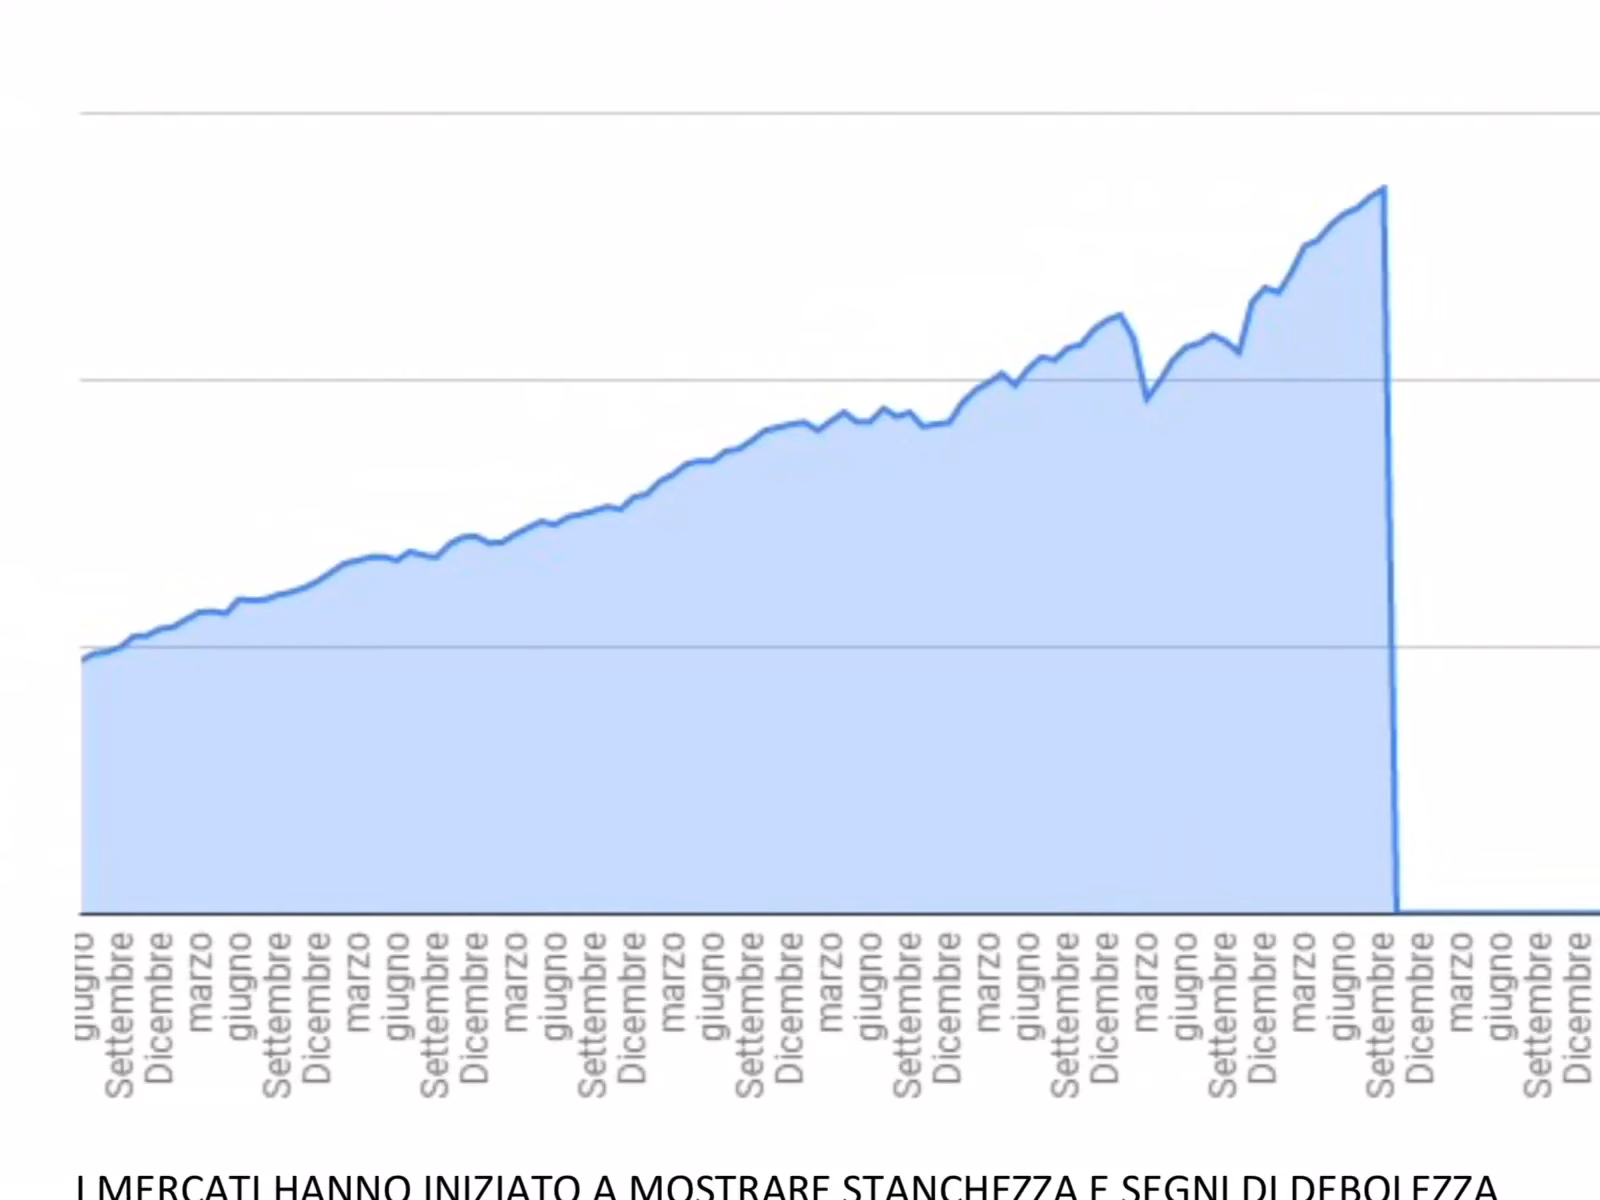 giugno
Settembre
Dicembre
marzo
giugno
Settembre
Dicembre
marzo
giugno
Settembre
Dicembre
marzo
giugno
Settembre
Dicembre
marzo
giugno
Settembre
Dicembre
marzo
giugno
Settembre
Dicembre
marzo
giugno
Settembre
Dicembre
marzo
giugno
Settembre
Dicembre
marzo
giugno
Settembre
Dicembre
marzo
giugno
Settembre
Dicembre
I MERCATI HANNO INIZIATO A MOSTRARE STANCHEZZA E SEGNI DI DEBOLEZZA